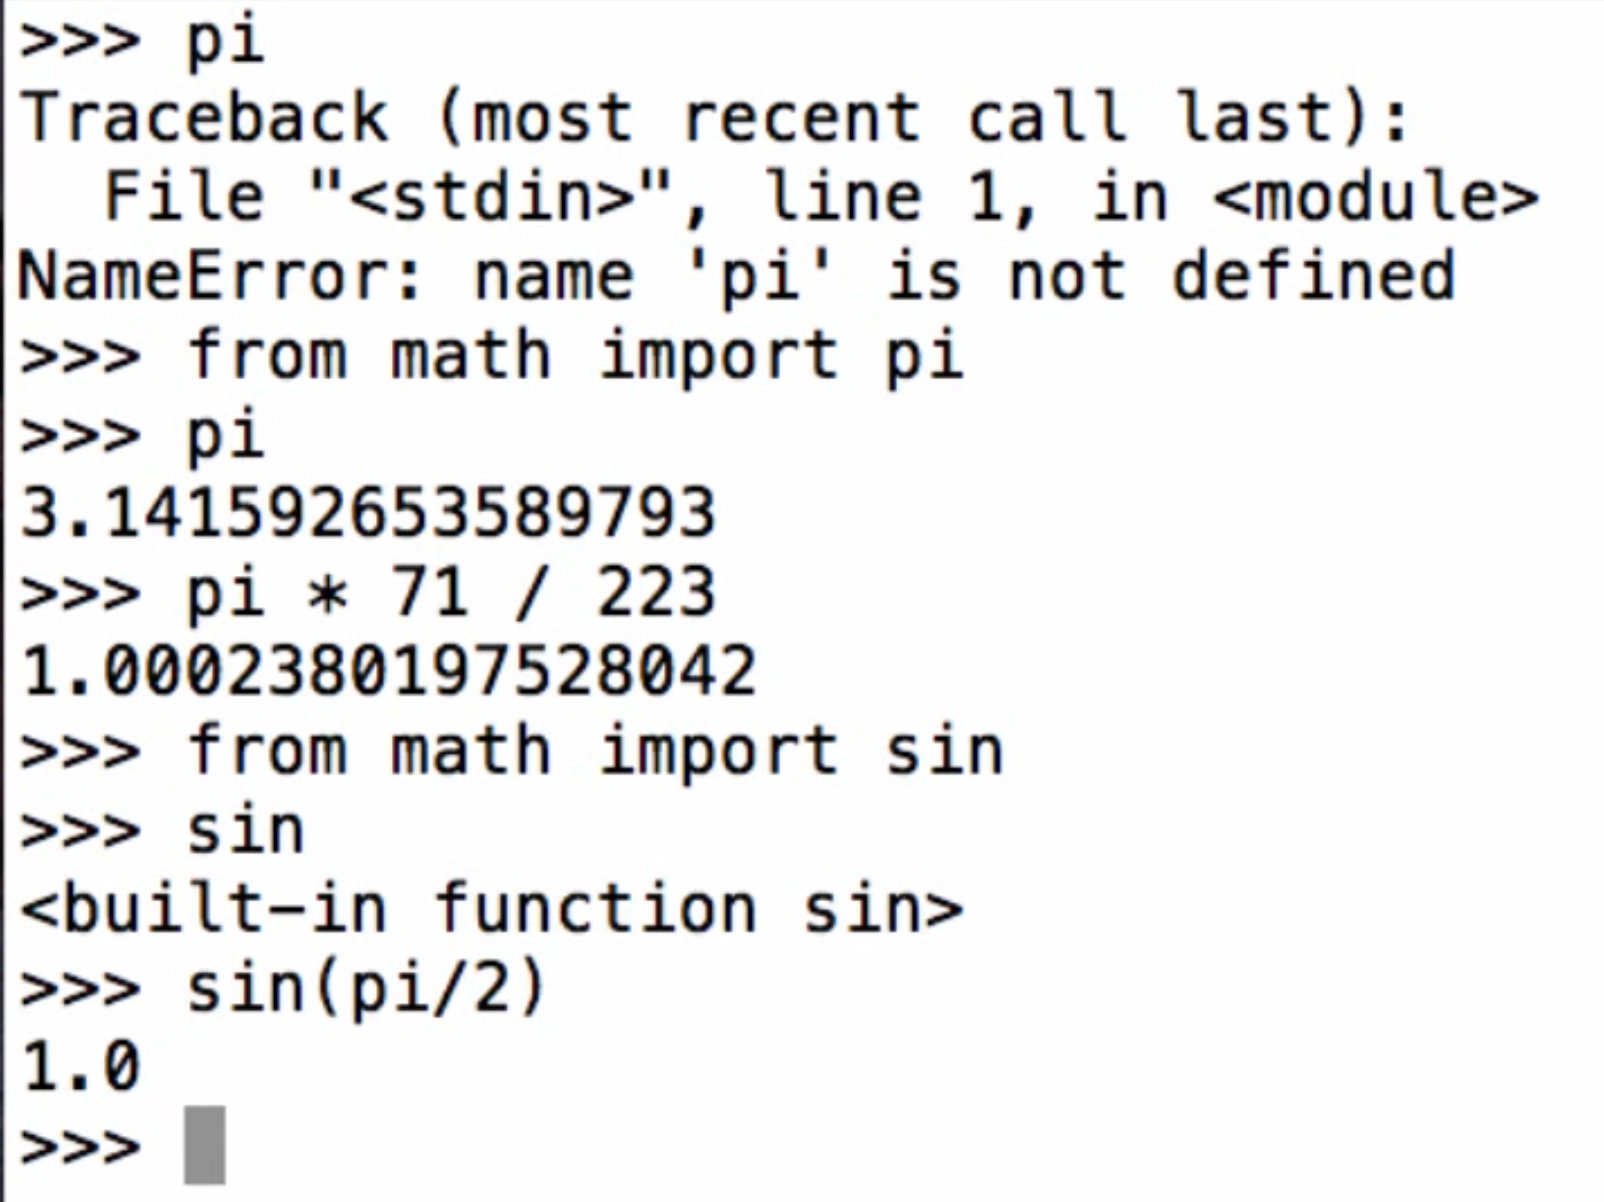 >>> pi
Traceback (most recent call last):
  File "<stdin>", line 1, in <module>
NameError: name 'pi' is not defined
>>> from math import pi
>>> pi
3.141592653589793
>>> pi * 71 / 223
1.0002380197528042
>>> from math import sin
>>> sin
<built-in function sin>
>>> sin(pi/2)
1.0
>>>